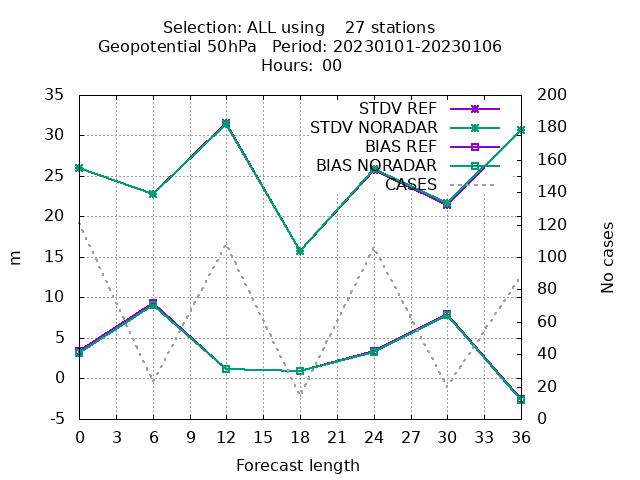 Selection: ALL using    27 stations
Geopotential 50hPa   Period: 20230101-20230106
Hours: 00
35
30
25
20
15
10
5
0
-5
m
200
180
160
140
120
100
80
60
40
20
0
No cases
STDV REF
STDV NORADAR
BIAS REF
BIAS NORADAR
CASES
0 3 6 9 12 15 18 21 24 27 30 33 36
Forecast length